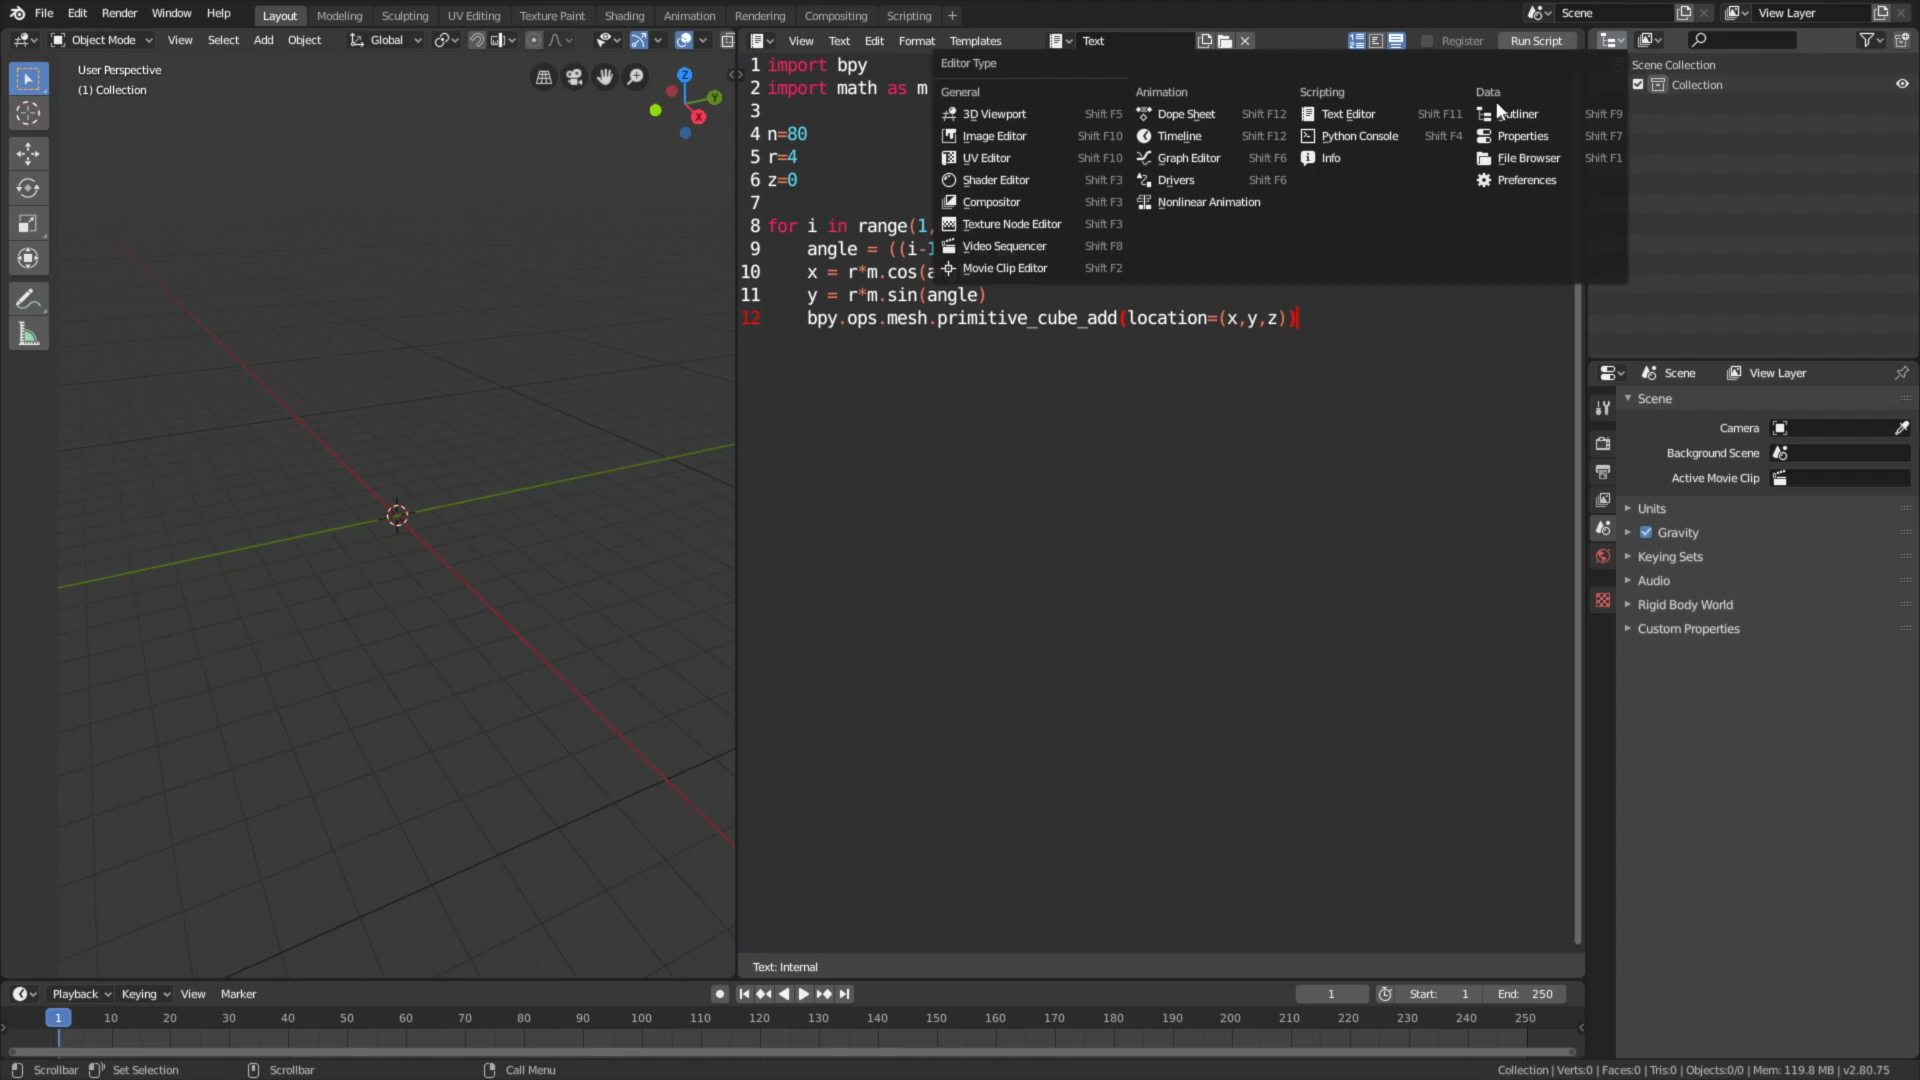 File Edit Render Window Help Layout Modeling Sculpting UV Editing Texture Paint Shading Animation Rendering Compositing Scripting + Scene View Layer
Object Mode View Select Add Object Global View Text Edit Format Templates Text Register Run Script
User Perspective
(1) Collection
Z
Y
X
1 import bpy
2 import math as m
3
4 n=80
5 r=4
6 z=0
7
8 for i in range(1,
9 angle = ((i-1
10 x = r*m.cos(a
11 y = r*m.sin(angle)
12 bpy.ops.mesh.primitive_cube_add(location=(x,y,z))
Editor Type
General
3D Viewport Shift F5
Image Editor Shift F10
UV Editor Shift F10
Shader Editor Shift F3
Compositor Shift F3
Texture Node Editor Shift F3
Video Sequencer Shift F8
Movie Clip Editor Shift F2
Animation
Dope Sheet Shift F12
Timeline Shift F12
Graph Editor Shift F6
Drivers Shift F6
Nonlinear Animation
Scripting
Text Editor Shift F11
Python Console Shift F4
Info
Data
utliner Shift F9
Properties Shift F7
File Browser Shift F1
Preferences
Scene Collection
Collection
Scene View Layer
Scene
Camera
Background Scene
Active Movie Clip
Units
Gravity
Keying Sets
Audio
Rigid Body World
Custom Properties
Text: Internal
Playback Keying View Marker 1 Start: 1 End: 250
1 10 20 30 40 50 60 70 80 90 100 110 120 130 140 150 160 170 180 190 200 210 220 230 240 250
Scrollbar Set Selection Scrollbar Call Menu Collection | Verts:0 | Faces:0 | Tris:0 | Objects:0/0 | Mem: 119.8 MB | v2.80.75